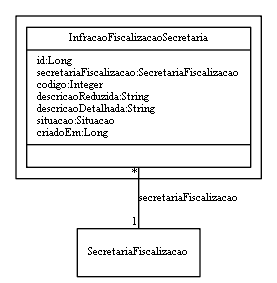 InfracaoFiscalizacaoSecretaria
id:Long
secretariaFiscalizacao:SecretariaFiscalizacao
codigo:Integer
descricaoReduzida:String
descricaoDetalhada:String
situacao:Situacao
criadoEm:Long
*
secretariaFiscalizacao
1
SecretariaFiscalizacao